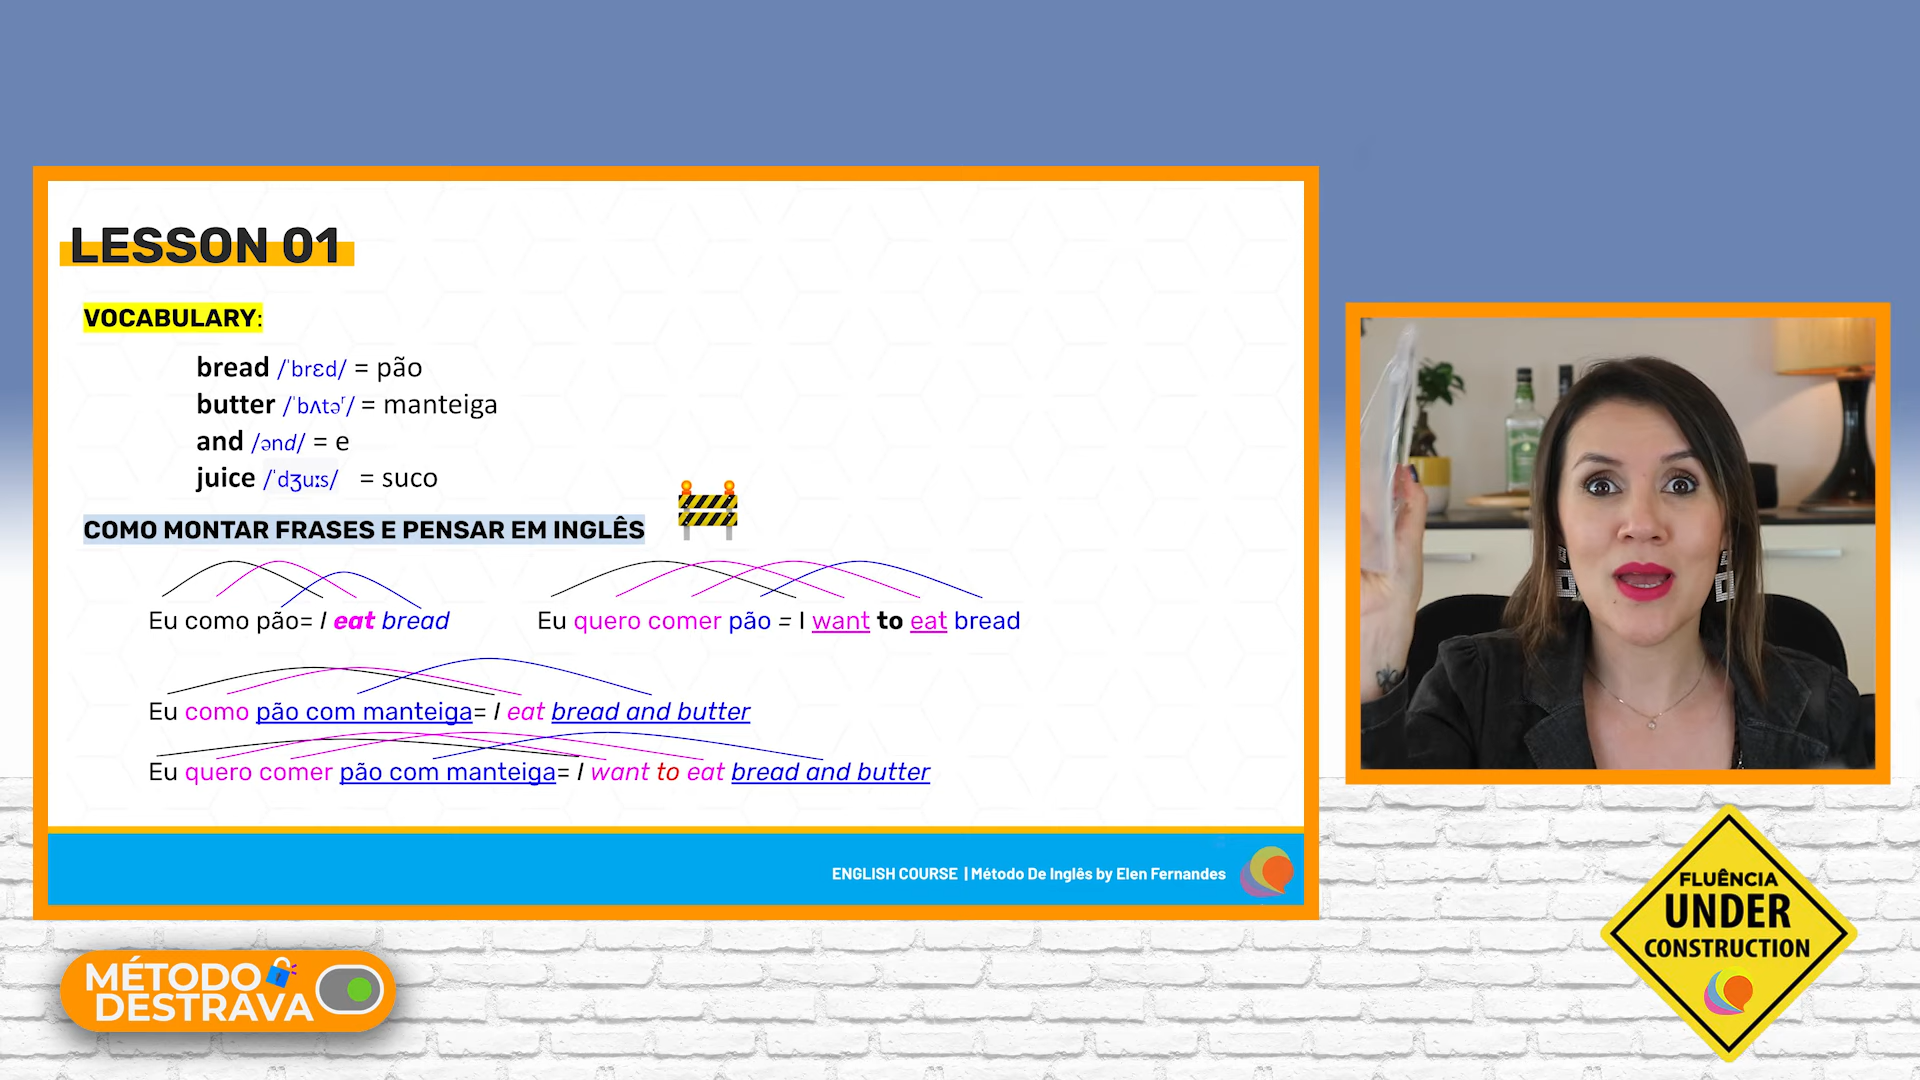 LESSON 01
VOCABULARY:
bread /ˈbrɛd/ = pão
butter /ˈbʌtəʳ/ = manteiga
and /ənd/ = e
juice /ˈdʒuːs/ = suco
COMO MONTAR FRASES E PENSAR EM INGLÊS
Eu como pão= I eat bread
Eu quero comer pão = I want to eat bread
Eu como pão com manteiga= I eat bread and butter
Eu quero comer pão com manteiga= I want to eat bread and butter
ENGLISH COURSE | Método De Inglês by Elen Fernandes
MÉTODO
DESTRAVA
FLUÊNCIA
UNDER
CONSTRUCTION